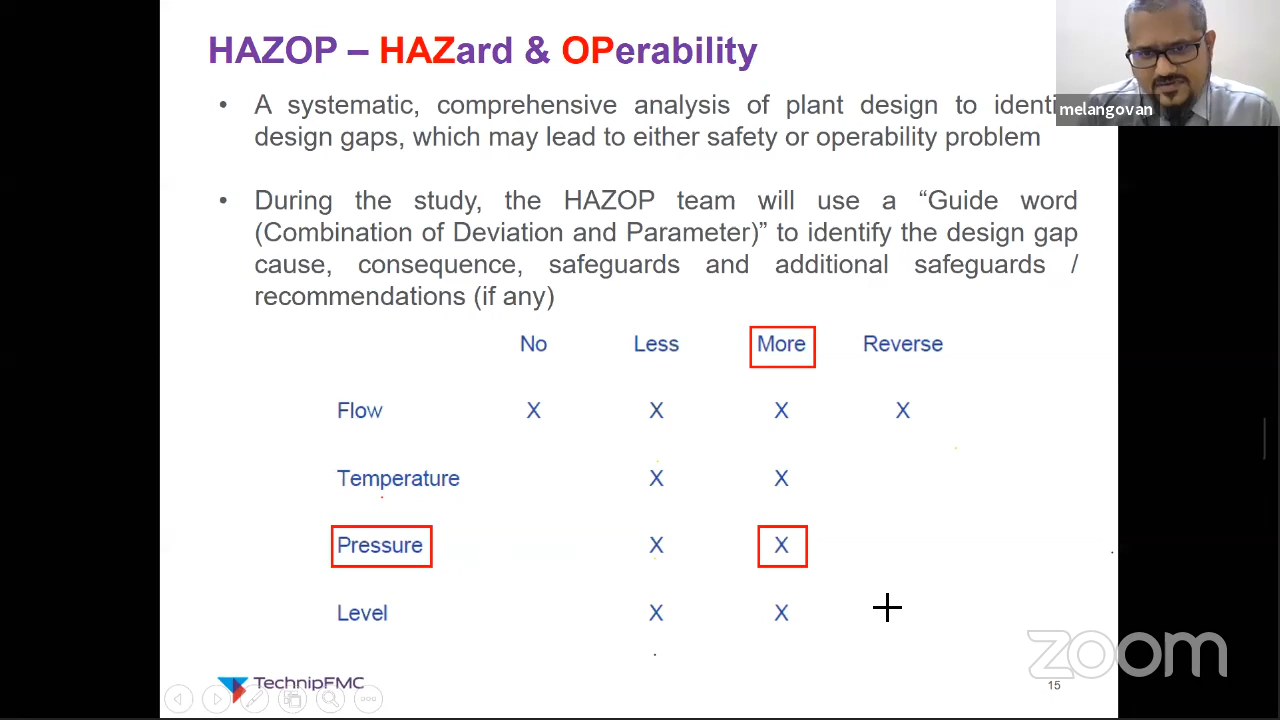 HAZOP – HAZard & OPerability
• A systematic, comprehensive analysis of plant design to
design gaps, which may lead to either safety or operability problem
• During the study, the HAZOP team will use a “Guide word
(Combination of Deviation and Parameter)” to identify the design gap
cause, consequence, safeguards and additional safeguards /
recommendations (if any)
No Less More Reverse
Flow X X X X
Temperature X X
Pressure X X
Level X X
TechnipFMC
15
melangovan
zoom